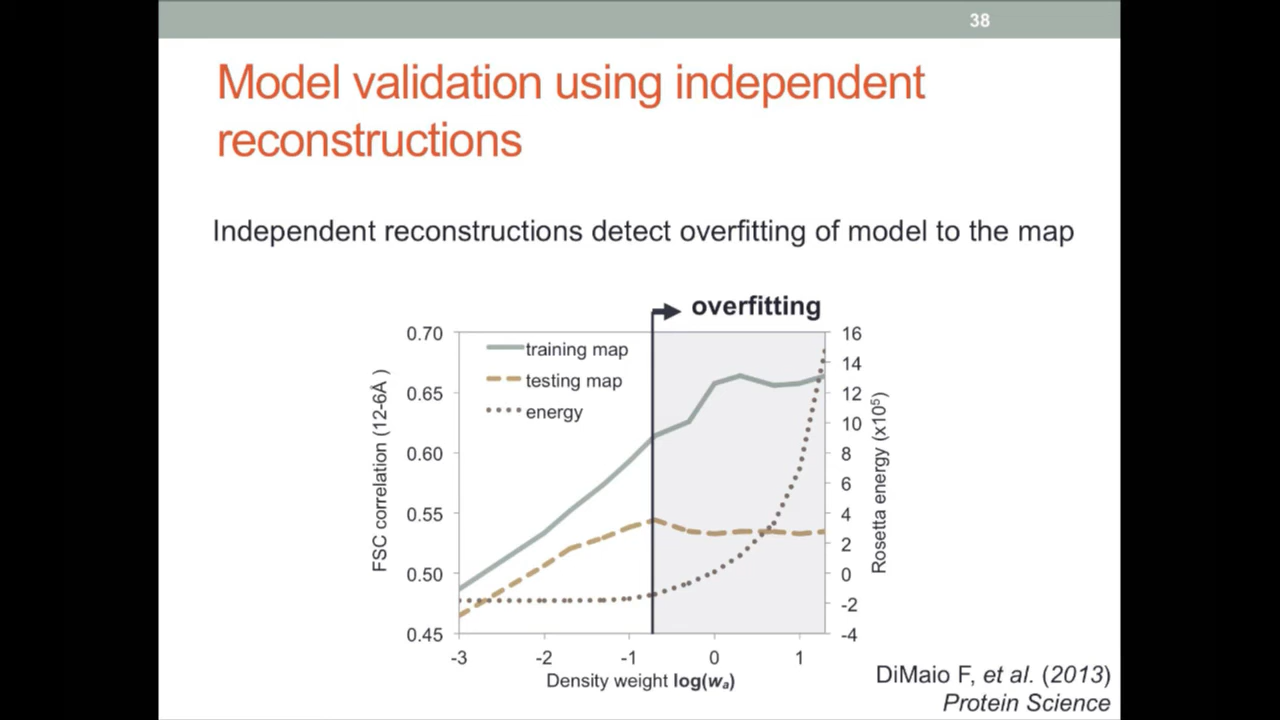 38
Model validation using independent
reconstructions
Independent reconstructions detect overfitting of model to the map
overfitting
0.70
0.65
0.60
0.55
0.50
0.45
FSC correlation (12-6Å )
training map
testing map
energy
16
14
12
10
8
6
4
2
0
-2
-4
Rosetta energy (x10⁵)
-3 -2 -1 0 1
Density weight log(wₐ)
DiMaio F, et al. (2013)
Protein Science